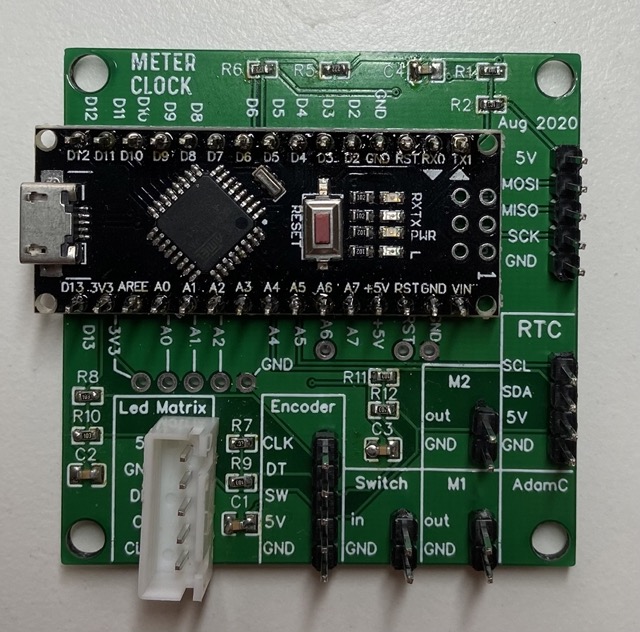 METER
CLOCK
R6
R5
C4
R1
R2
D12
D11
D10
D9
D8
D6
D5
D4
D3
D2
GND
Aug 2020
5V
MOSI
MISO
SCK
GND
D12 D11 D10 D9 D8 D7 D6 D5 D4 D3 D2 GND RST RX0 TX1
RESET
RX
TX
PWR
L
1
D13 3V3 AREF A0 A1 A2 A3 A4 A5 A6 A7 +5V RST GND VIN
D13
3V3
A0
A1
A2
A4
A5
A6
A7
+5V
GND
RTC
SCL
SDA
5V
GND
R8
R10
C2
Led Matrix
R7
R9
C1
Encoder
CLK
DT
SW
5V
GND
R11
R12
C3
M2
out
GND
Switch
in
GND
M1
out
GND
AdamC